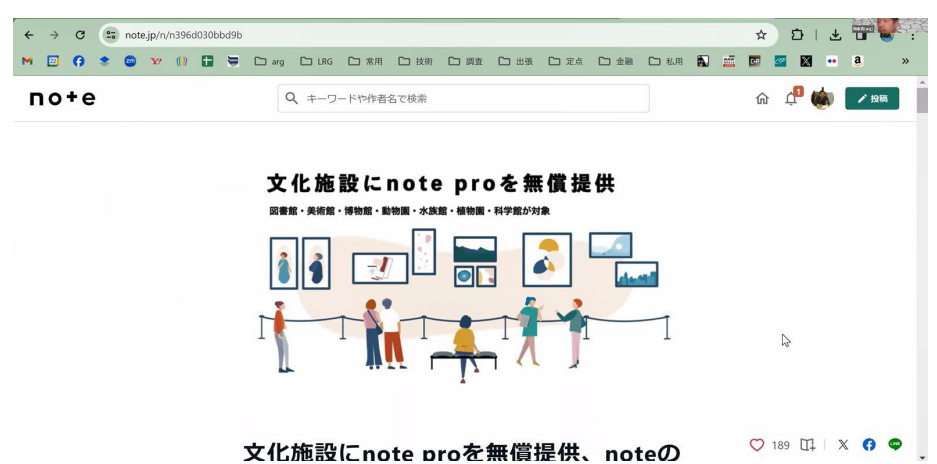 note.jp/n/n396d030bbd9b
arg LRG 常用 技術 調査 出張 定点 金融 私用
note
キーワードや作者名で検索
1
投稿
文化施設にnote proを無償提供
図書館・美術館・博物館・動物園・水族館・植物園・科学館が対象
文化施設にnote proを無償提供、noteの
189